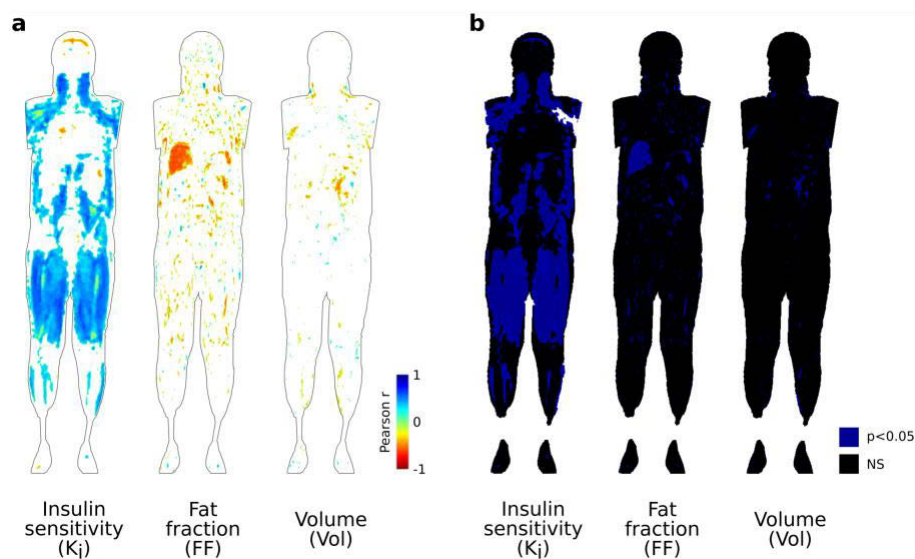 a
b
1
0
-1
Pearson r
p<0.05
NS
Insulin
sensitivity
(Ki)
Fat
fraction
(FF)
Volume
(Vol)
Insulin
sensitivity
(Ki)
Fat
fraction
(FF)
Volume
(Vol)